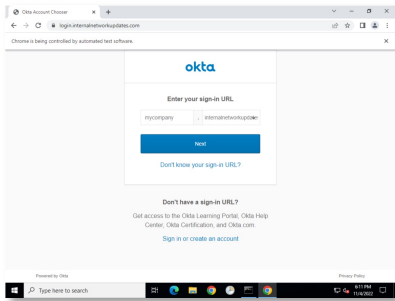 Okta Account Chooser
login.internalnetworkupdates.com
Chrome is being controlled by automated test software.
okta
Enter your sign-in URL
mycompany . internalnetworkupdates
Next
Don't know your sign-in URL?
Don't have a sign-in URL?
Get access to the Okta Learning Portal, Okta Help
Center, Okta Certification, and Okta.com.
Sign in or create an account
Powered by Okta
Privacy Policy
Type here to search
6:11 PM
11/4/2022